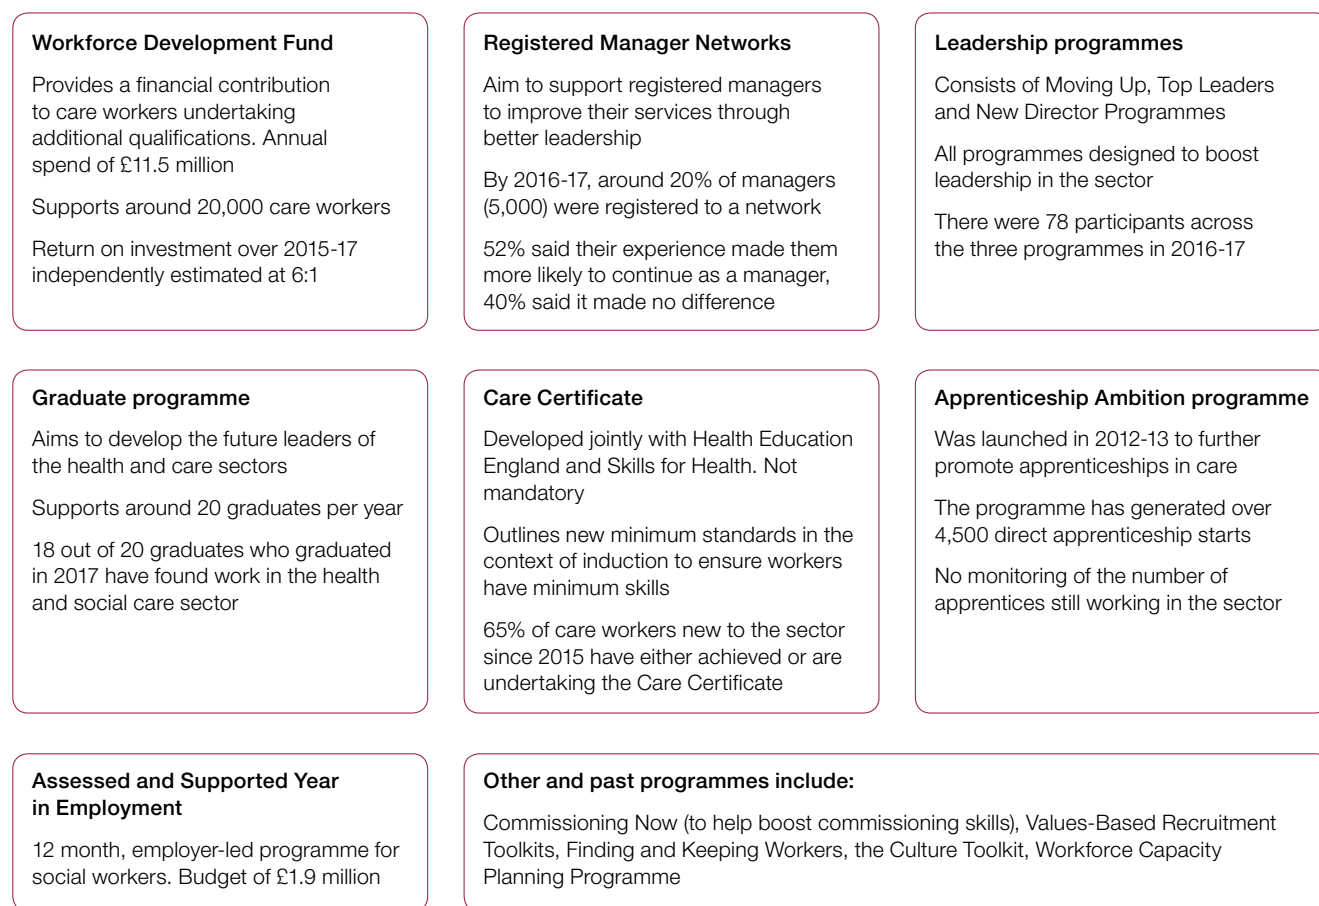 Workforce Development Fund
Provides a financial contribution
to care workers undertaking
additional qualifications. Annual
spend of £11.5 million
Supports around 20,000 care workers
Return on investment over 2015-17
independently estimated at 6:1
Registered Manager Networks
Aim to support registered managers
to improve their services through
better leadership
By 2016-17, around 20% of managers
(5,000) were registered to a network
52% said their experience made them
more likely to continue as a manager,
40% said it made no difference
Leadership programmes
Consists of Moving Up, Top Leaders
and New Director Programmes
All programmes designed to boost
leadership in the sector
There were 78 participants across
the three programmes in 2016-17
Graduate programme
Aims to develop the future leaders of
the health and care sectors
Supports around 20 graduates per year
18 out of 20 graduates who graduated
in 2017 have found work in the health
and social care sector
Care Certificate
Developed jointly with Health Education
England and Skills for Health. Not
mandatory
Outlines new minimum standards in the
context of induction to ensure workers
have minimum skills
65% of care workers new to the sector
since 2015 have either achieved or are
undertaking the Care Certificate
Apprenticeship Ambition programme
Was launched in 2012-13 to further
promote apprenticeships in care
The programme has generated over
4,500 direct apprenticeship starts
No monitoring of the number of
apprentices still working in the sector
Assessed and Supported Year
in Employment
12 month, employer-led programme for
social workers. Budget of £1.9 million
Other and past programmes include:
Commissioning Now (to help boost commissioning skills), Values-Based Recruitment
Toolkits, Finding and Keeping Workers, the Culture Toolkit, Workforce Capacity
Planning Programme